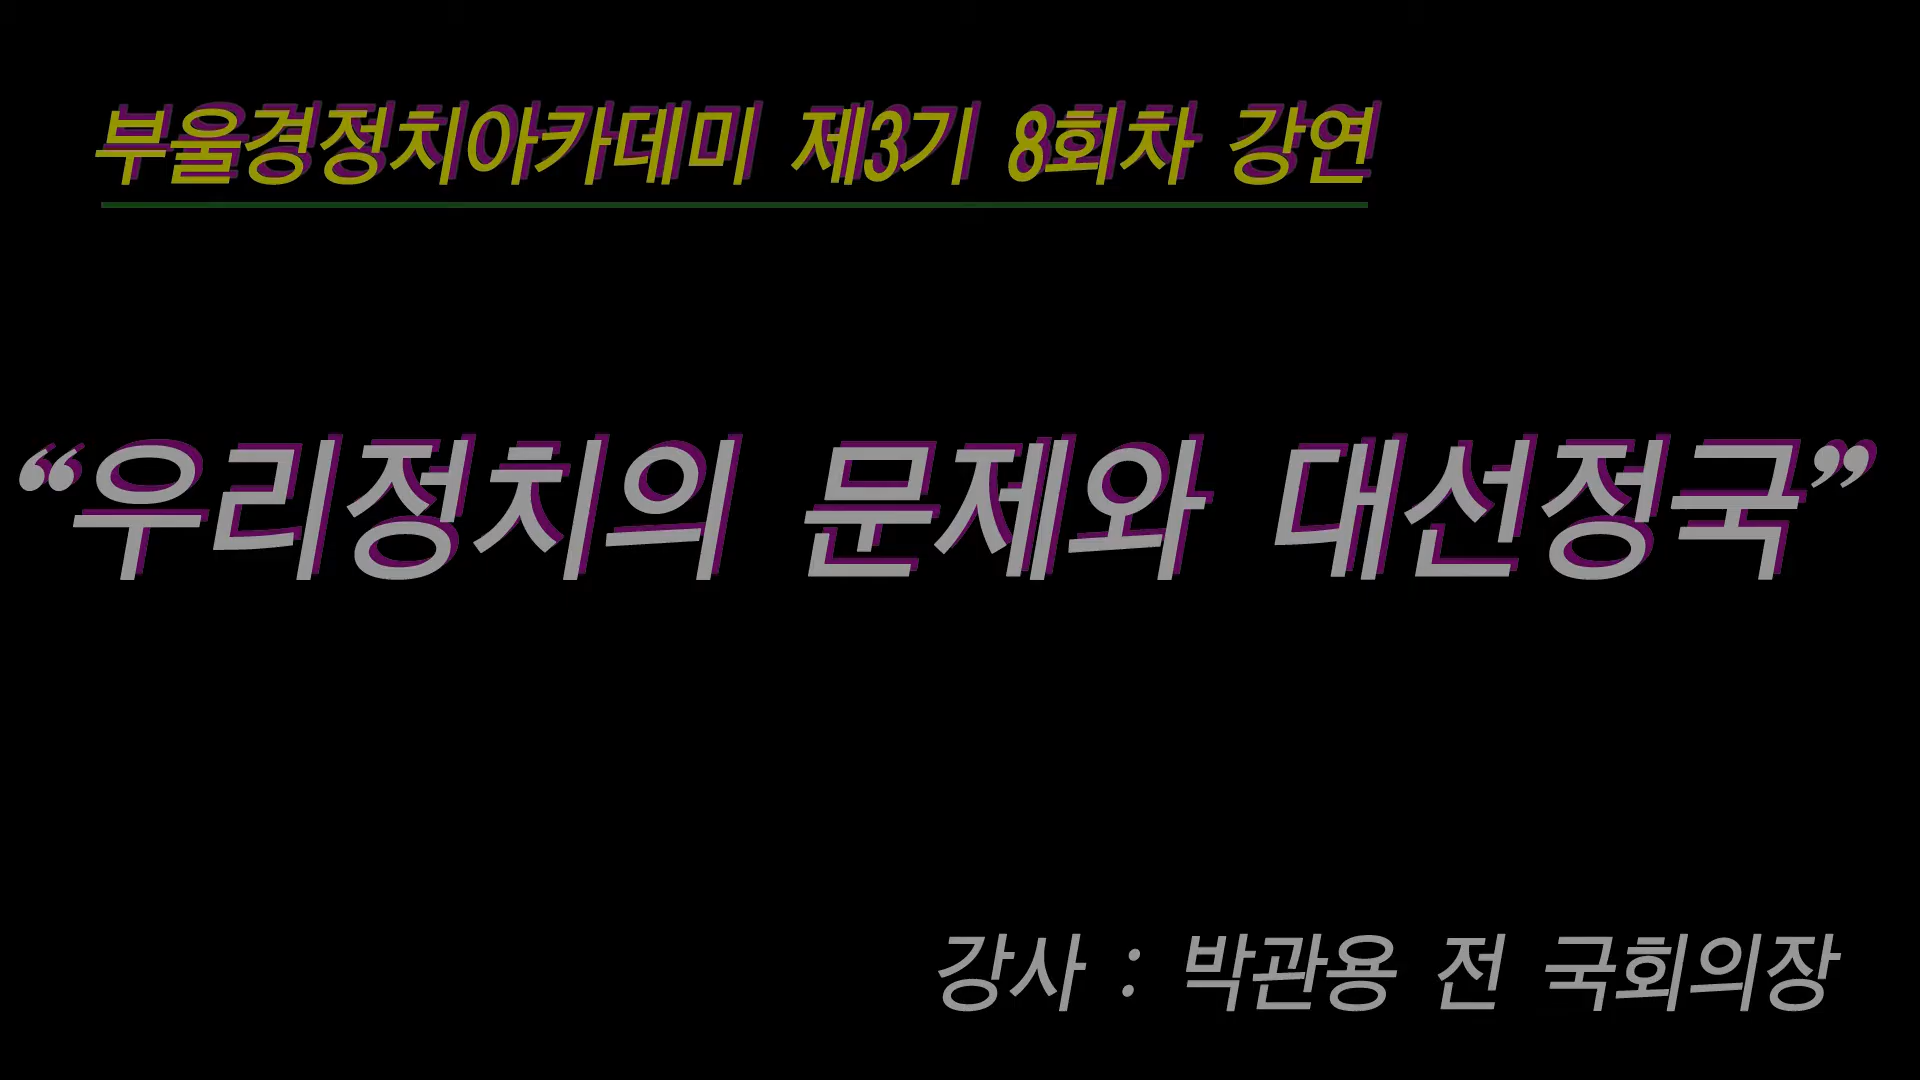 부울경정치아카데미 제3기 8회차 강연
“우리정치의 문제와 대선정국”
강사 : 박관용 전 국회의장